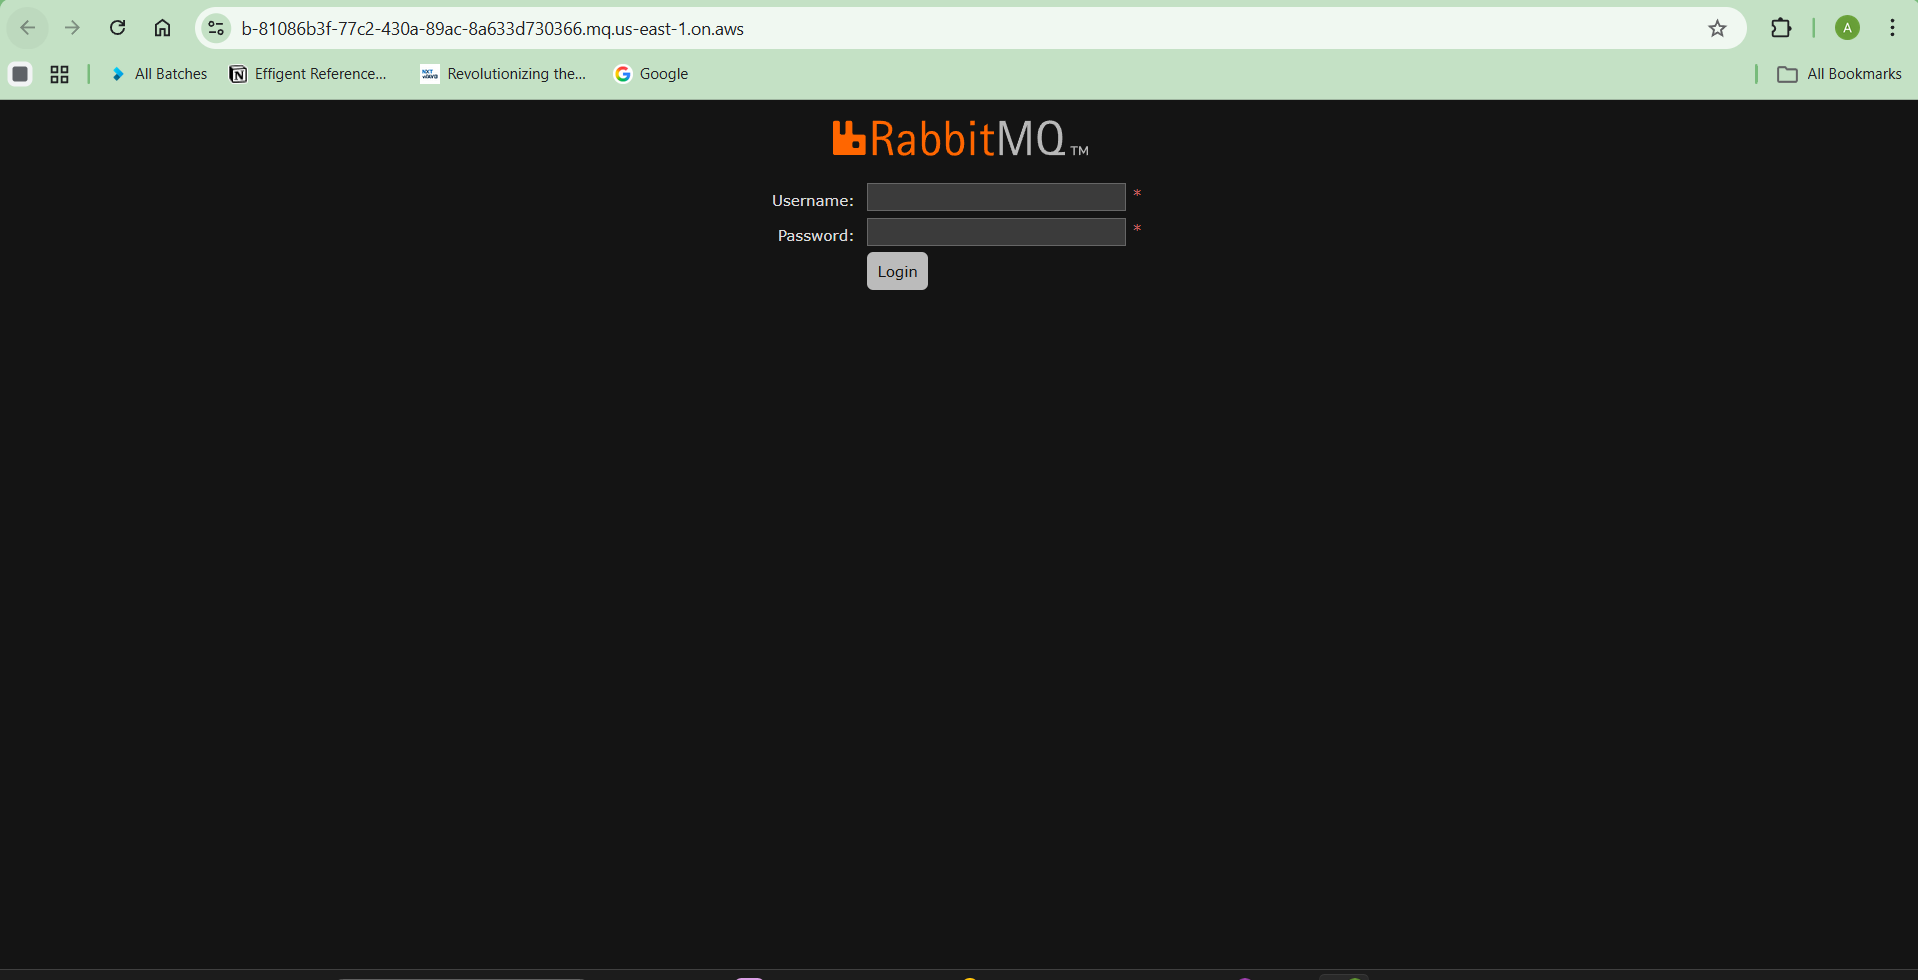 b-81086b3f-77c2-430a-89ac-8a633d730366.mq.us-east-1.on.aws
A
All Batches
Effigent Reference...
Revolutionizing the...
Google
All Bookmarks
RabbitMQ TM
Username: *
Password: *
Login